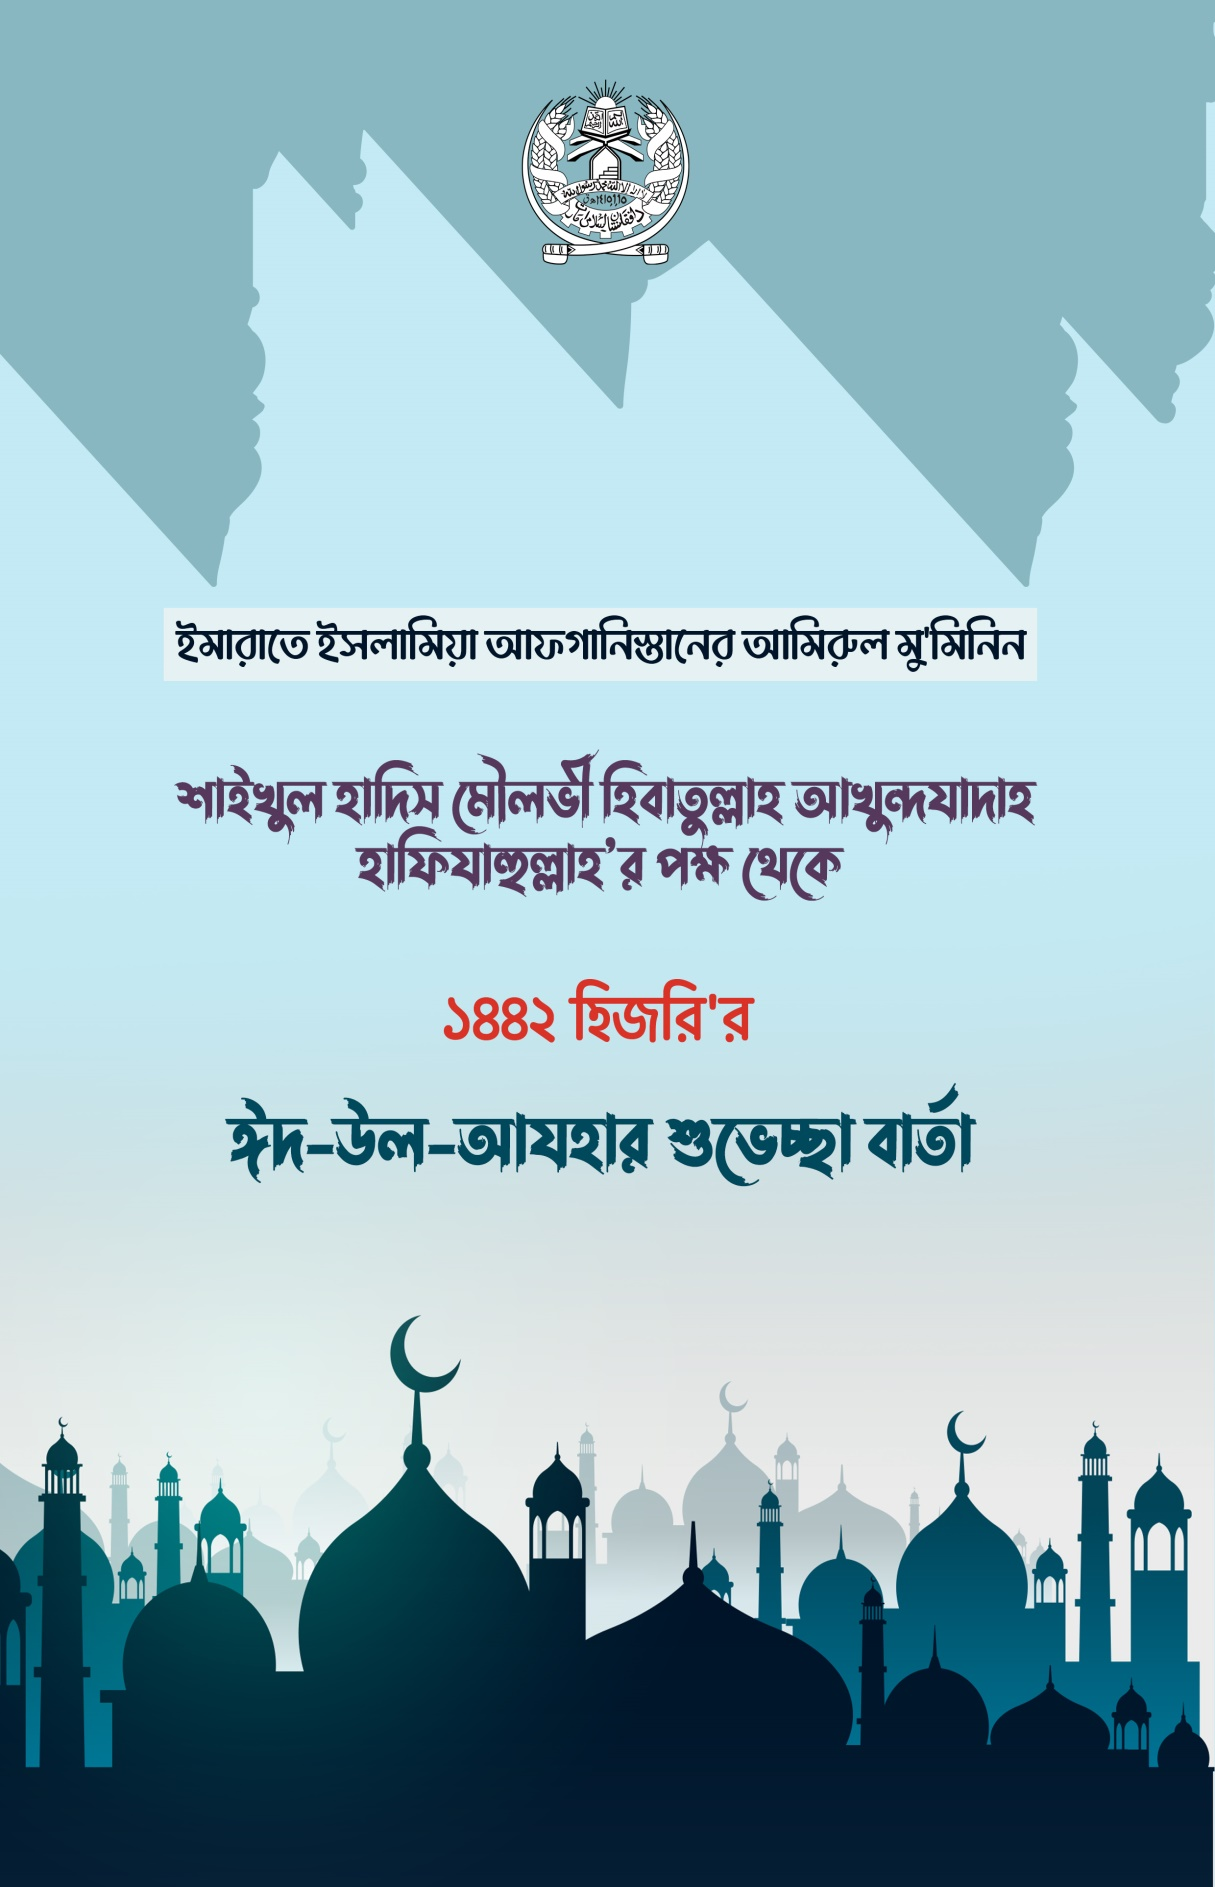 ইমারাতে ইসলামিয়া আফগানিস্তানের আমিরুল মু'মিনিন
শাইখুল হাদিস মৌলভী হিবাতুল্লাহ আখুন্দযাদাহ
হাফিযাহুল্লাহ’র পক্ষ থেকে
১৪৪২ হিজরি'র
ঈদ-উল-আযহার শুভেচ্ছা বার্তা